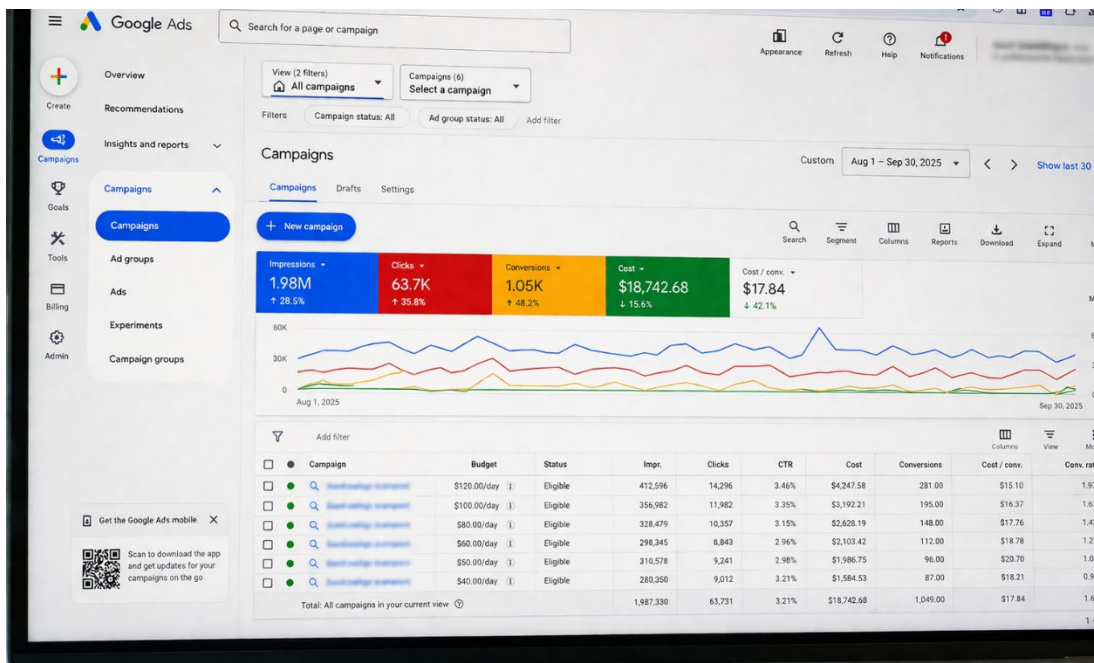 Google Ads
Search for a page or campaign
Appearance
Refresh
Help
Notifications
Create
Campaigns
Goals
Tools
Billing
Admin
Overview
Recommendations
Insights and reports
Campaigns
Campaigns
Ad groups
Ads
Experiments
Campaign groups
Get the Google Ads mobile
Scan to download the app
and get updates for your
campaigns on the go
View (2 filters)
All campaigns
Campaigns (6)
Select a campaign
Filters Campaign status: All Ad group status: All Add filter
Campaigns
Custom Aug 1 – Sep 30, 2025 Show last 30
Campaigns Drafts Settings
+ New campaign
Search Segment Columns Reports Download Expand
Impressions
1.98M
↑ 28.5%
Clicks
63.7K
↑ 35.8%
Conversions
1.05K
↑ 48.2%
Cost
$18,742.68
↓ 15.6%
Cost / conv.
$17.84
↓ 42.1%
60K
30K
0
Aug 1, 2025 Sep 30, 2025
Add filter
Columns View
Campaign Budget Status Impr. Clicks CTR Cost Conversions Cost / conv. Conv.
$120.00/day Eligible 412,596 14,296 3.46% $4,247.58 281.00 $15.10
$100.00/day Eligible 356,982 11,982 3.35% $3,192.21 195.00 $16.37
$80.00/day Eligible 328,479 10,357 3.15% $2,628.19 148.00 $17.76
$60.00/day Eligible 298,345 8,843 2.96% $2,103.42 112.00 $18.78
$50.00/day Eligible 310,578 9,241 2.98% $1,986.75 96.00 $20.70
$40.00/day Eligible 280,350 9,012 3.21% $1,584.53 87.00 $18.21
Total: All campaigns in your current view 1,987,330 63,731 3.21% $18,742.68 1,049.00 $17.84